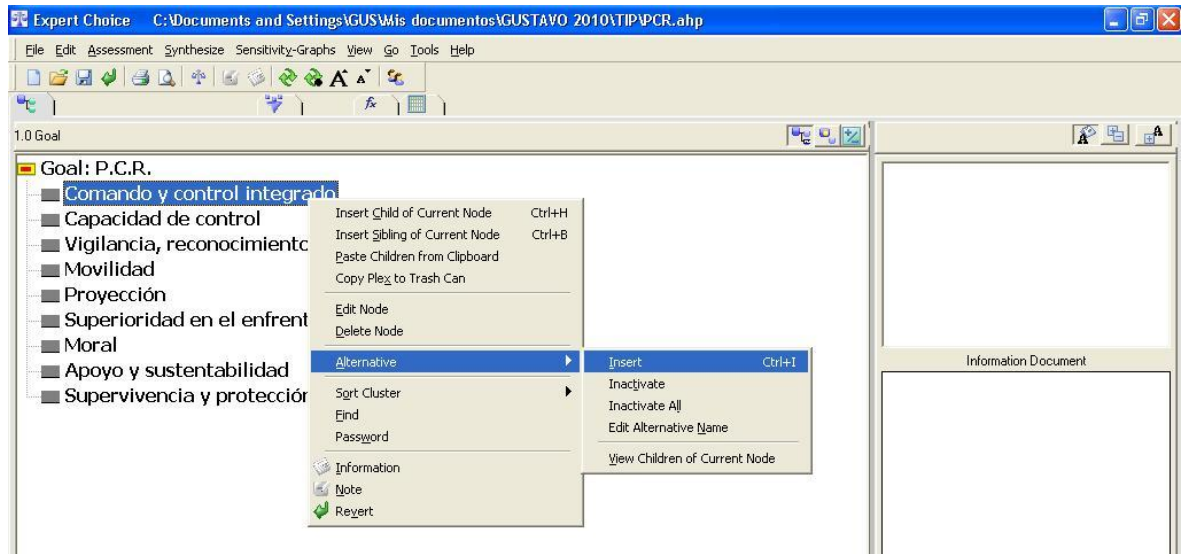 Expert Choice C:\Documents and Settings\GUS\Mis documentos\GUSTAVO 2010\TIP\PCR.ahp
File Edit Assessment Synthesize Sensitivity-Graphs View Go Tools Help
1.0 Goal
Goal: P.C.R.
Comando y control integrado
Capacidad de control
Vigilancia, reconocimiento
Movilidad
Proyección
Superioridad en el enfrent
Moral
Apoyo y sustentabilidad
Supervivencia y protección
Insert Child of Current Node Ctrl+H
Insert Sibling of Current Node Ctrl+B
Paste Children from Clipboard
Copy Plex to Trash Can
Edit Node
Delete Node
Alternative
Sort Cluster
Find
Password
Information
Note
Revert
Insert Ctrl+I
Inactivate
Inactivate All
Edit Alternative Name
View Children of Current Node
Information Document